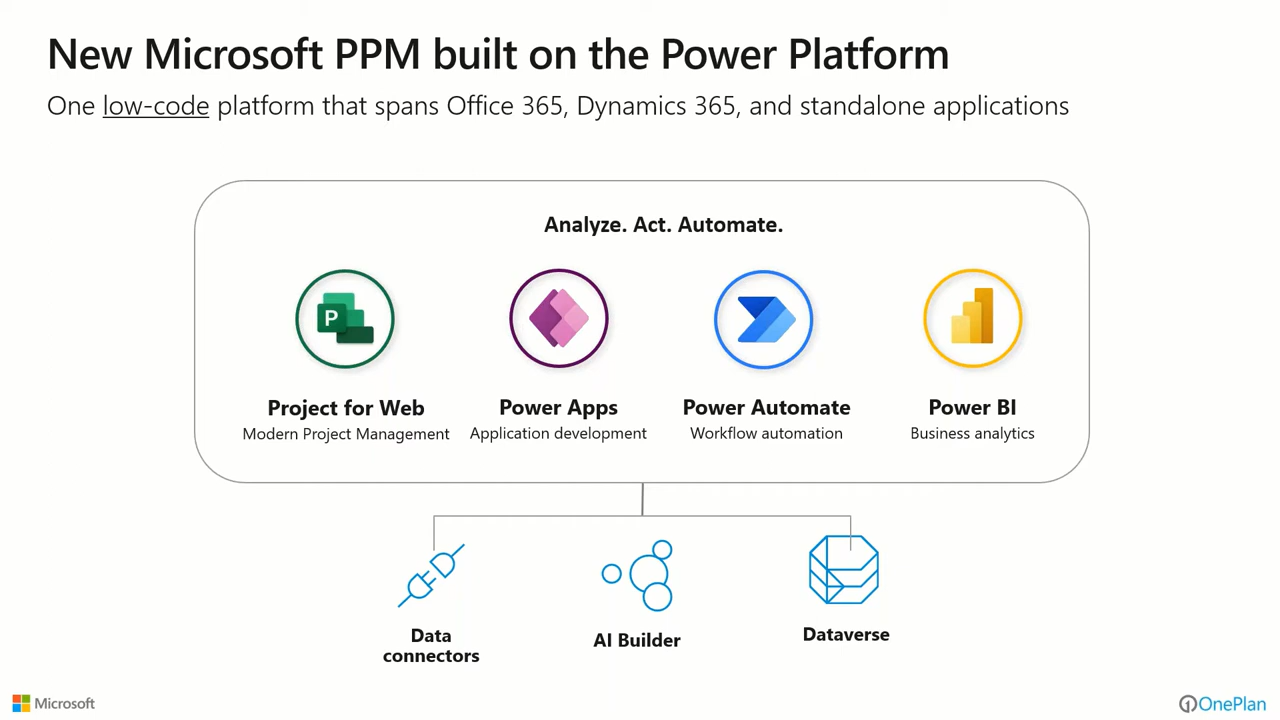 New Microsoft PPM built on the Power Platform
One low-code platform that spans Office 365, Dynamics 365, and standalone applications
Analyze. Act. Automate.
P
Project for Web
Modern Project Management
Power Apps
Application development
Power Automate
Workflow automation
Power BI
Business analytics
Data
connectors
AI Builder
Dataverse
Microsoft
1OnePlan